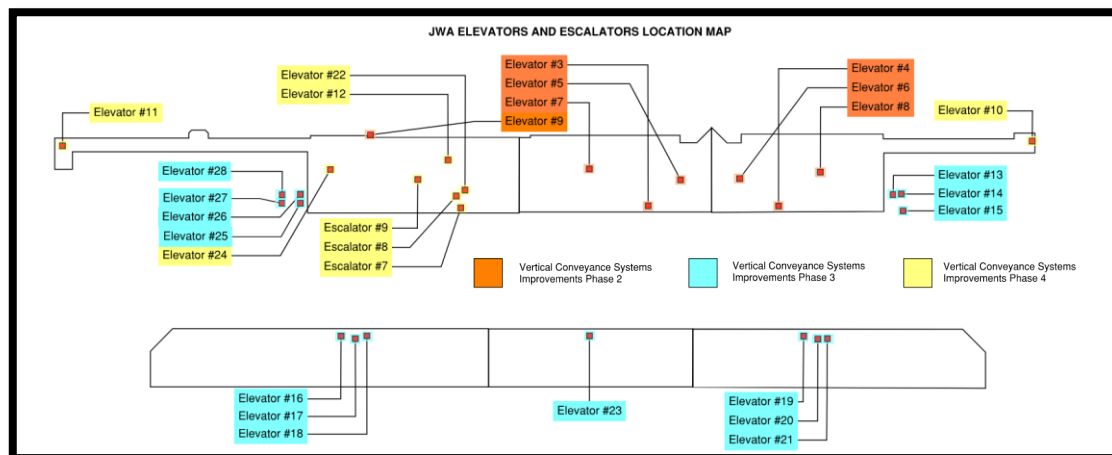 JWA ELEVATORS AND ESCALATORS LOCATION MAP
Elevator #11
Elevator #22
Elevator #12
Elevator #3
Elevator #5
Elevator #7
Elevator #9
Elevator #4
Elevator #6
Elevator #8
Elevator #10
Elevator #28
Elevator #27
Elevator #26
Elevator #25
Elevator #24
Escalator #9
Escalator #8
Escalator #7
Elevator #13
Elevator #14
Elevator #15
Vertical Conveyance Systems
Improvements Phase 2
Vertical Conveyance Systems
Improvements Phase 3
Vertical Conveyance Systems
Improvements Phase 4
Elevator #16
Elevator #17
Elevator #18
Elevator #23
Elevator #19
Elevator #20
Elevator #21